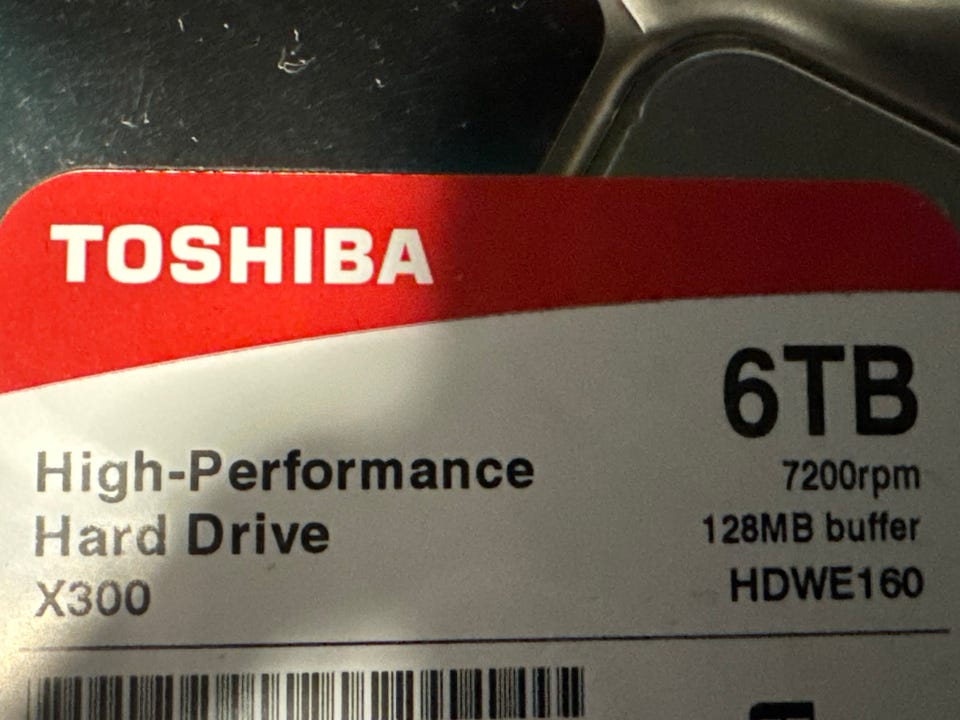 TOSHIBA
6TB
High-Performance
Hard Drive
X300
7200rpm
128MB buffer
HDWE160